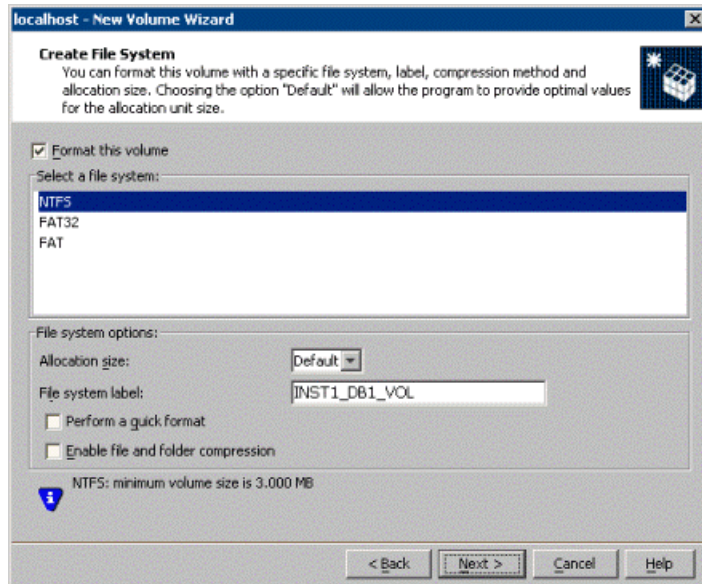 localhost - New Volume Wizard
Create File System
You can format this volume with a specific file system, label, compression method and
allocation size. Choosing the option "Default" will allow the program to provide optimal values
for the allocation unit size.
Format this volume
Select a file system:
NTFS
FAT32
FAT
File system options:
Allocation size:
Default
File system label:
INST1_DB1_VOL
Perform a quick format
Enable file and folder compression
NTFS: minimum volume size is 3.000 MB
< Back
Next >
Cancel
Help